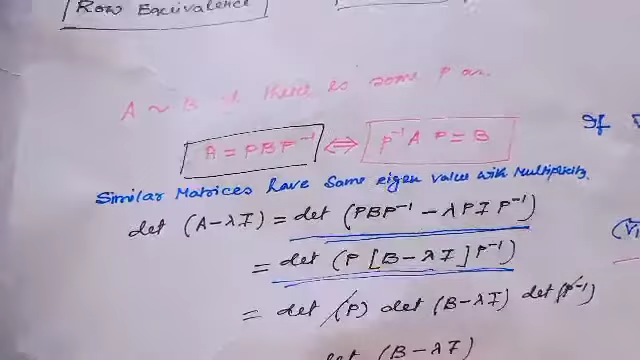 Row Equivalence
A ~ B if there is some P an
A = PBP⁻¹ ⇔ P⁻¹AP = B
If
Similar Matrices have Same eigen value with Multiplicity.
det (A-λI) = det (PBP⁻¹ - λPIP⁻¹)
= det (P[B-λI]P⁻¹)
= det (P) det (B-λI) det (P⁻¹)
det (B-λI)